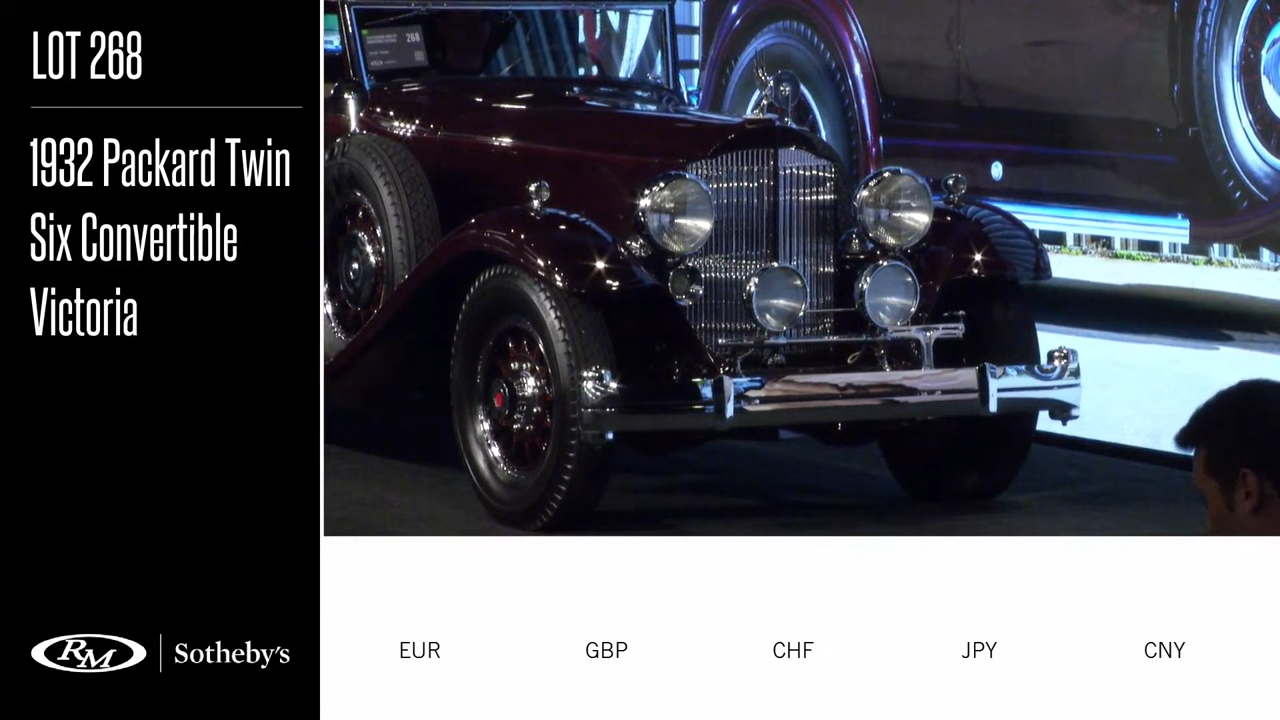 LOT 268
1932 Packard Twin
Six Convertible
Victoria
RM
Sotheby's
268
EUR
GBP
CHF
JPY
CNY